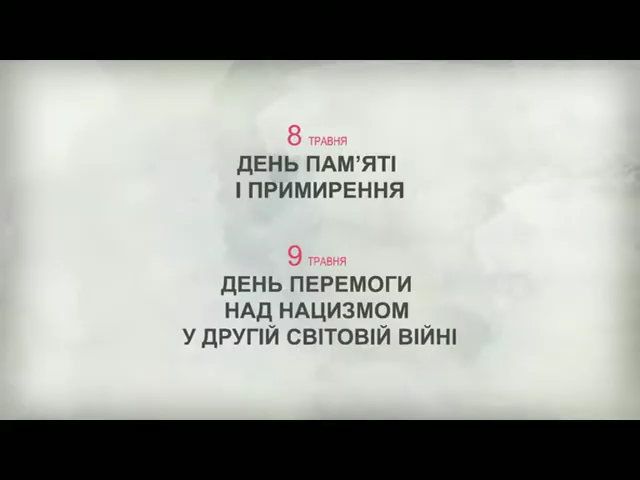 8 ТРАВНЯ
ДЕНЬ ПАМ’ЯТІ
І ПРИМИРЕННЯ
9 ТРАВНЯ
ДЕНЬ ПЕРЕМОГИ
НАД НАЦИЗМОМ
У ДРУГІЙ СВІТОВІЙ ВІЙНІ